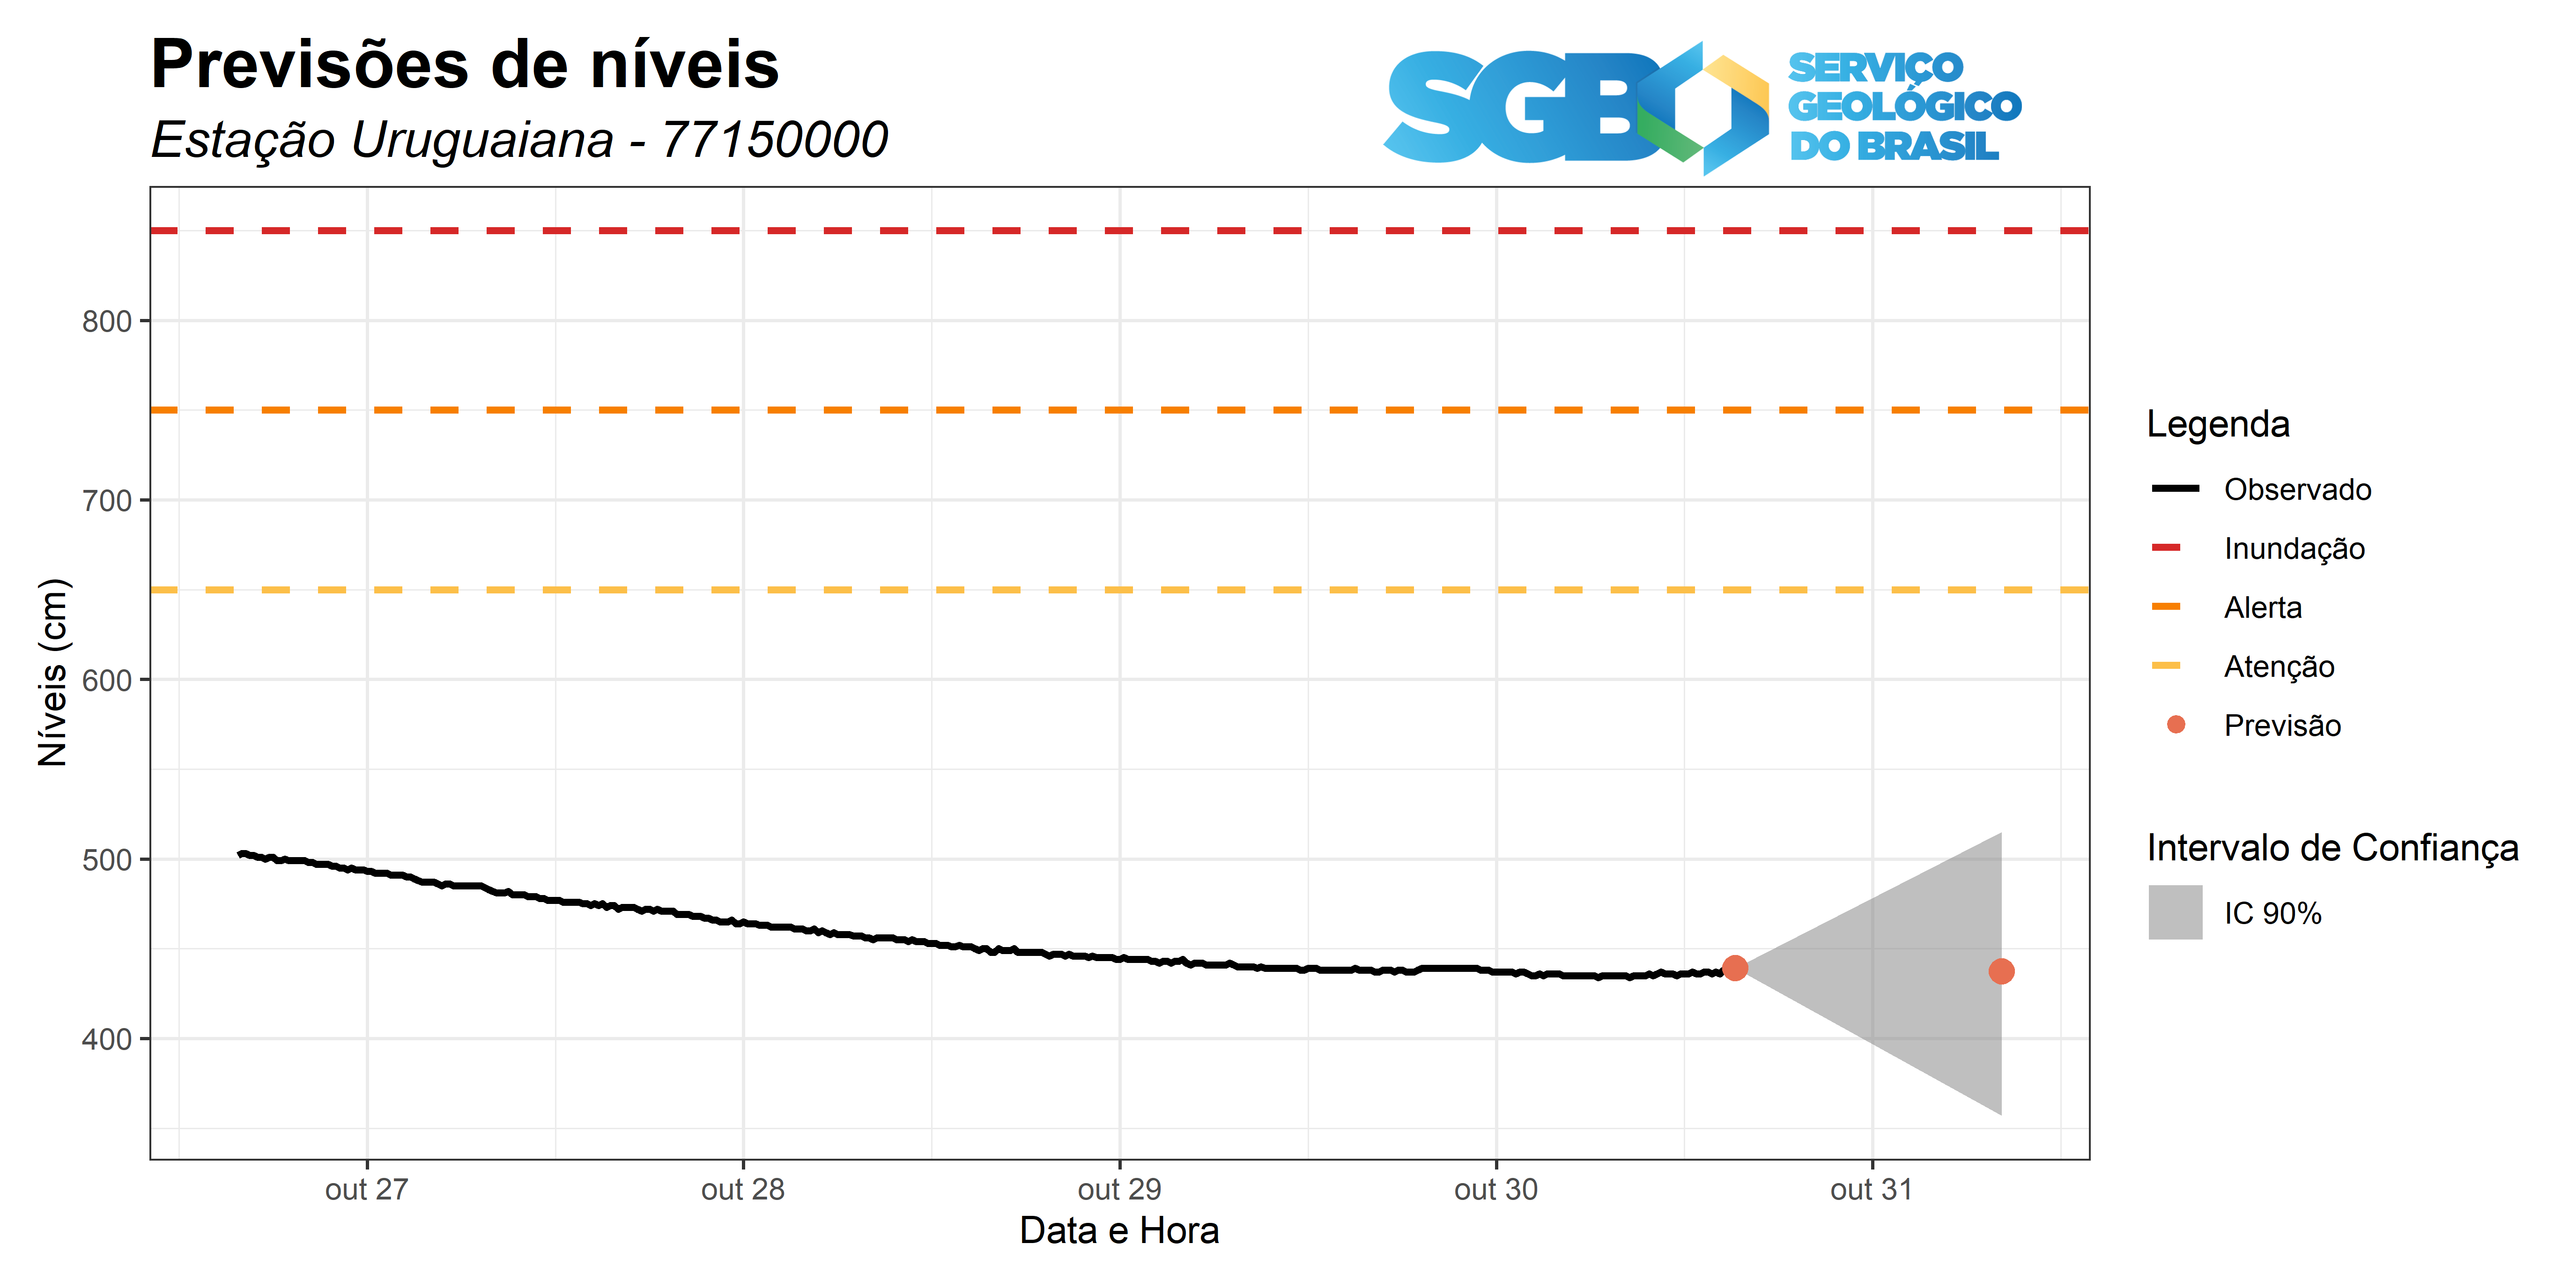 Previsões de níveis
Estação Uruguaiana - 77150000
SGB
SERVIÇO
GEOLÓGICO
DO BRASIL
Níveis (cm)
800
700
600
500
400
out 27
out 28
out 29
out 30
out 31
Data e Hora
Legenda
Observado
Inundação
Alerta
Atenção
Previsão
Intervalo de Confiança
IC 90%